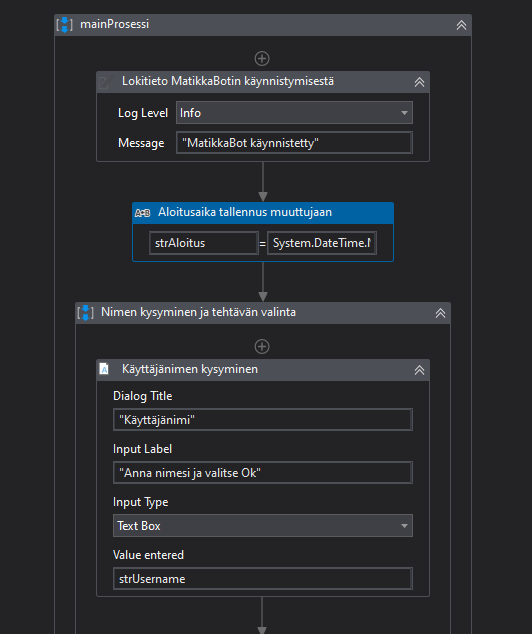 mainProsessi
Lokitieto MatikkaBotin käynnistymisestä
Log Level Info
Message "MatikkaBot käynnistetty"
Aloitusaika tallennus muuttujaan
strAloitus = System.DateTime.
Nimen kysyminen ja tehtävän valinta
Käyttäjänimen kysyminen
Dialog Title
"Käyttäjänimi"
Input Label
"Anna nimesi ja valitse Ok"
Input Type
Text Box
Value entered
strUsername